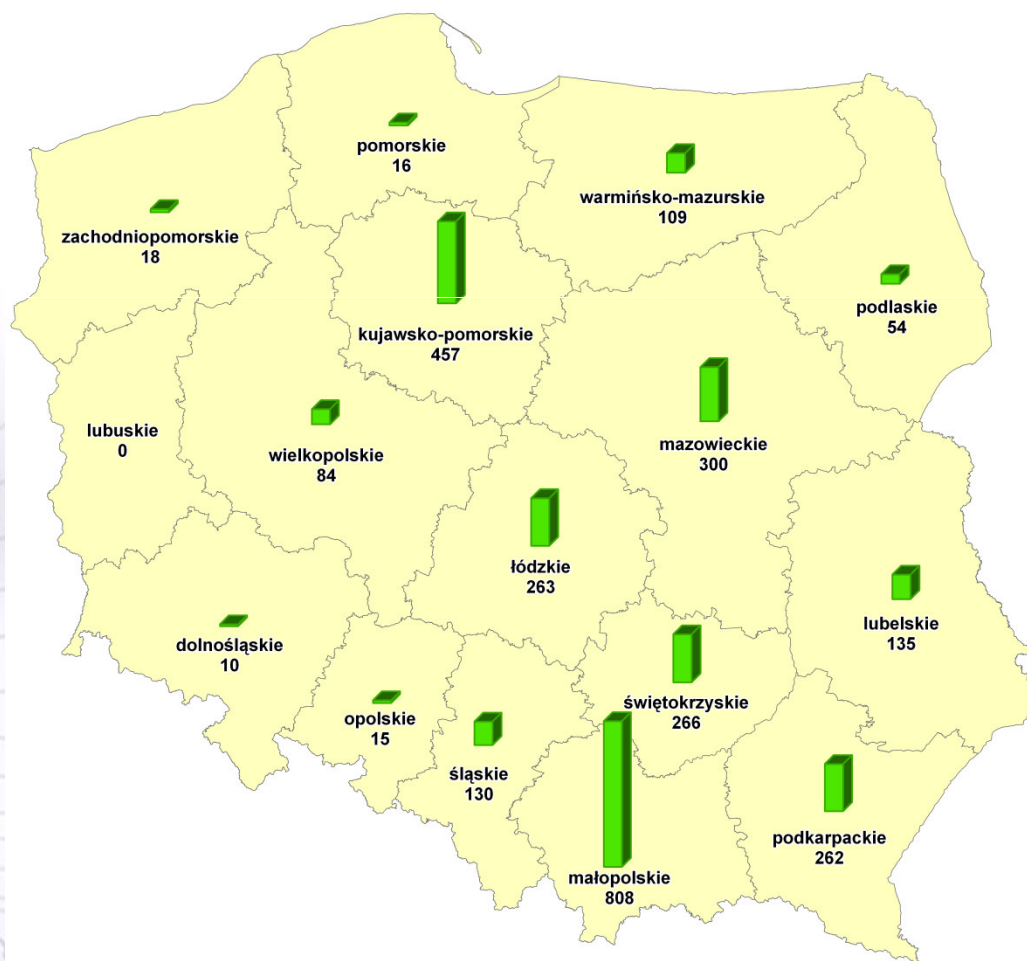 pomorskie
16
warmińsko-mazurskie
109
zachodniopomorskie
18
podlaskie
54
kujawsko-pomorskie
457
lubuskie
0
wielkopolskie
84
mazowieckie
300
łódzkie
263
lubelskie
135
dolnośląskie
10
opolskie
15
świętokrzyskie
266
śląskie
130
podkarpackie
262
małopolskie
808